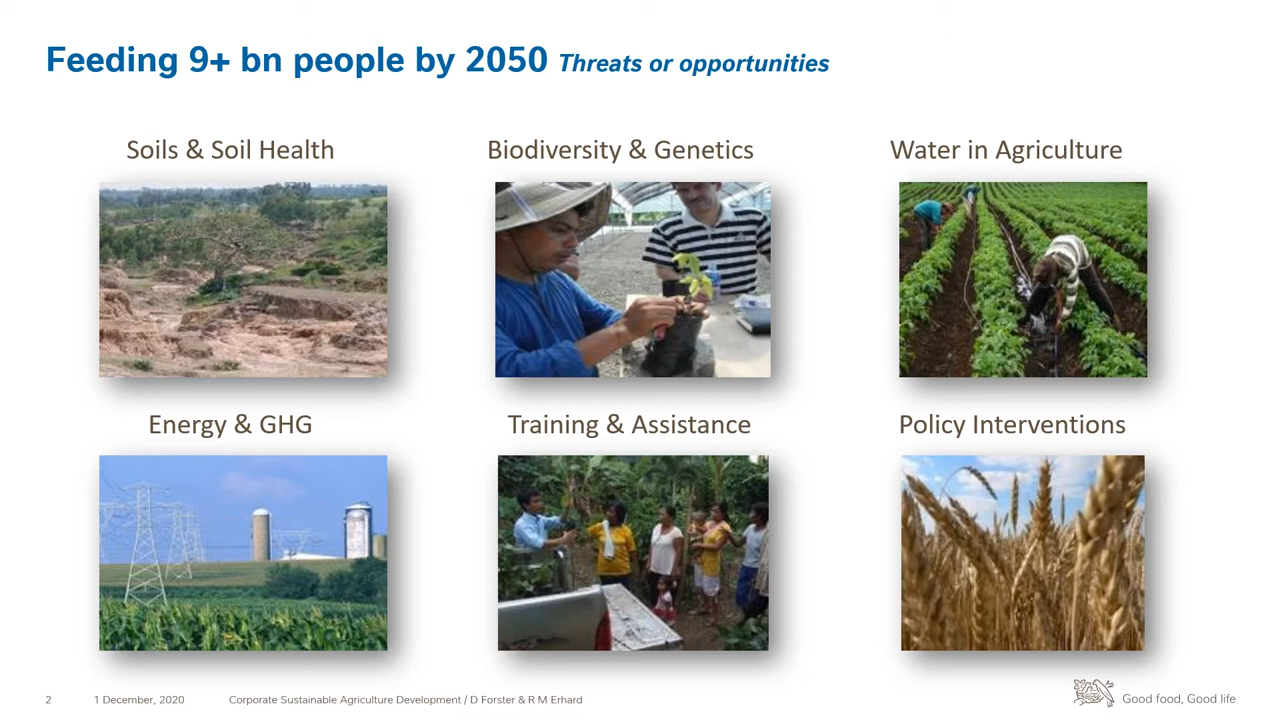 Feeding 9+ bn people by 2050 Threats or opportunities
Soils & Soil Health
Biodiversity & Genetics
Water in Agriculture
Energy & GHG
Training & Assistance
Policy Interventions
2
1 December, 2020
Corporate Sustainable Agriculture Development / D Forster & R M Erhard
Good food, Good life